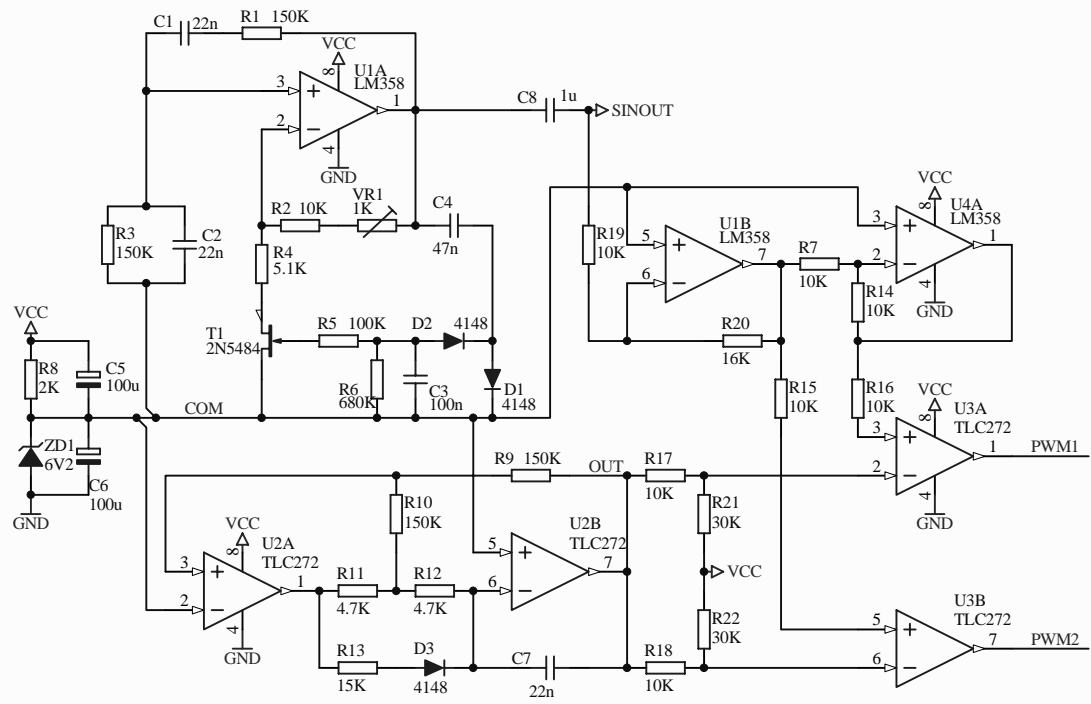 C1 22n R1 150K
VCC
8
U1A
LM358
3
1
2
4
GND
C8 1u
SINOUT
R3
150K
C2
22n
R2 10K
VR1
1K
C4
47n
R4
5.1K
R19
10K
5
6
U1B
LM358
7
R7
10K
VCC
8
U4A
LM358
3
1
2
4
GND
R14
10K
VCC
R8
2K
C5
100u
T1
2N5484
R5 100K
D2 4148
R6
680K
C3
100n
D1
4148
R20
16K
R15
10K
R16
10K
COM
ZD1
6V2
C6
100u
GND
VCC
8
U3A
TLC272
3
1
2
4
GND
PWM1
R9 150K
OUT
R17
10K
R10
150K
R21
30K
VCC
8
U2A
TLC272
3
1
2
4
GND
R11
4.7K
R12
4.7K
U2B
TLC272
5
7
6
VCC
R22
30K
R13
15K
D3
4148
C7
22n
R18
10K
U3B
TLC272
5
7
6
PWM2